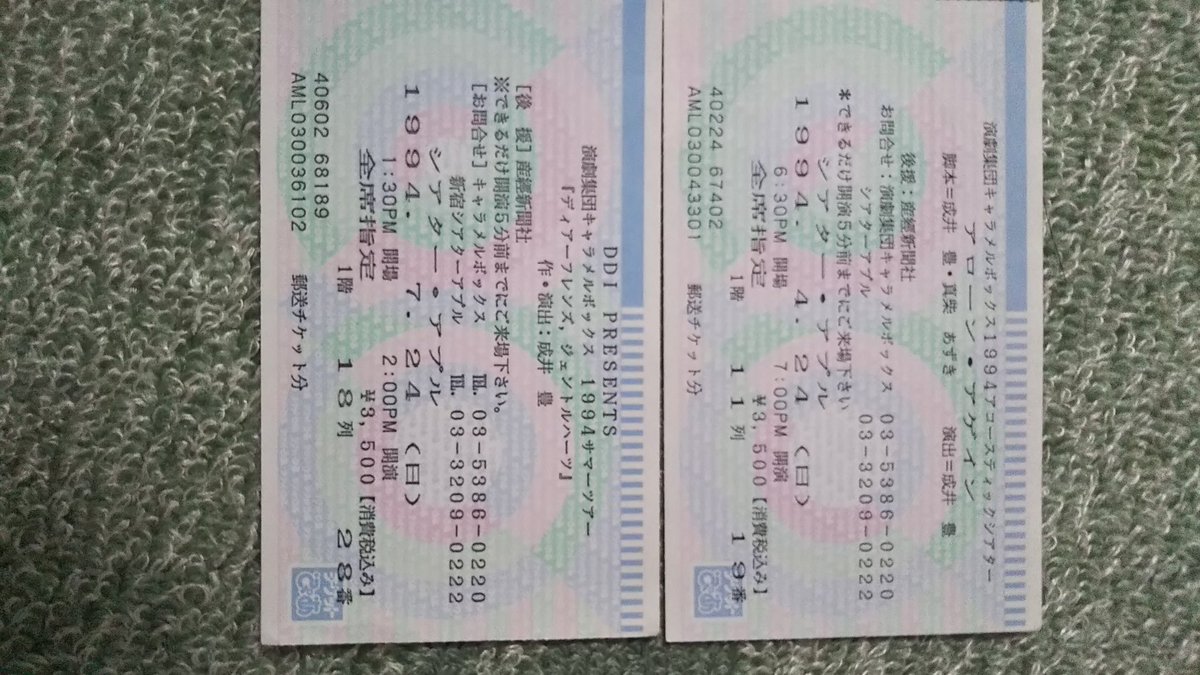 演劇集団キャラメルボックス1994アコースティックシアター
アローン・アゲイン
脚本=成井 豊・真柴 あずき 演出=成井 豊
後援:産經新聞社
お問合せ:演劇集団キャラメルボックス 03-5386-0220
シアターアプル 03-3209-0222
*できるだけ開演5分前までにご来場下さい
シアター・アプル
1994. 4. 24 (日)
6:30PM 開場 7:00PM 開演
¥3,500【消費税込み】
全席指定
1階 11列 19番
40224 67402
AML0300043301 郵送チケット分
DDI PRESENTS
演劇集団キャラメルボックス 1994サマーツアー
『ディアーフレンズ,ジェントルハーツ』
作・演出:成井 豊
[後 援]産經新聞社
※できるだけ開演5分前までにご来場下さい。
[お問合せ]キャラメルボックス ℡. 03-5386-0220
新宿シアターアプル ℡. 03-3209-0222
シアター・アプル
1994. 7. 24 (日)
1:30PM 開場 2:00PM 開演
¥3,500【消費税込み】
全席指定
1階 18列 28番
40602 68189
AML0300036102 郵送チケット分